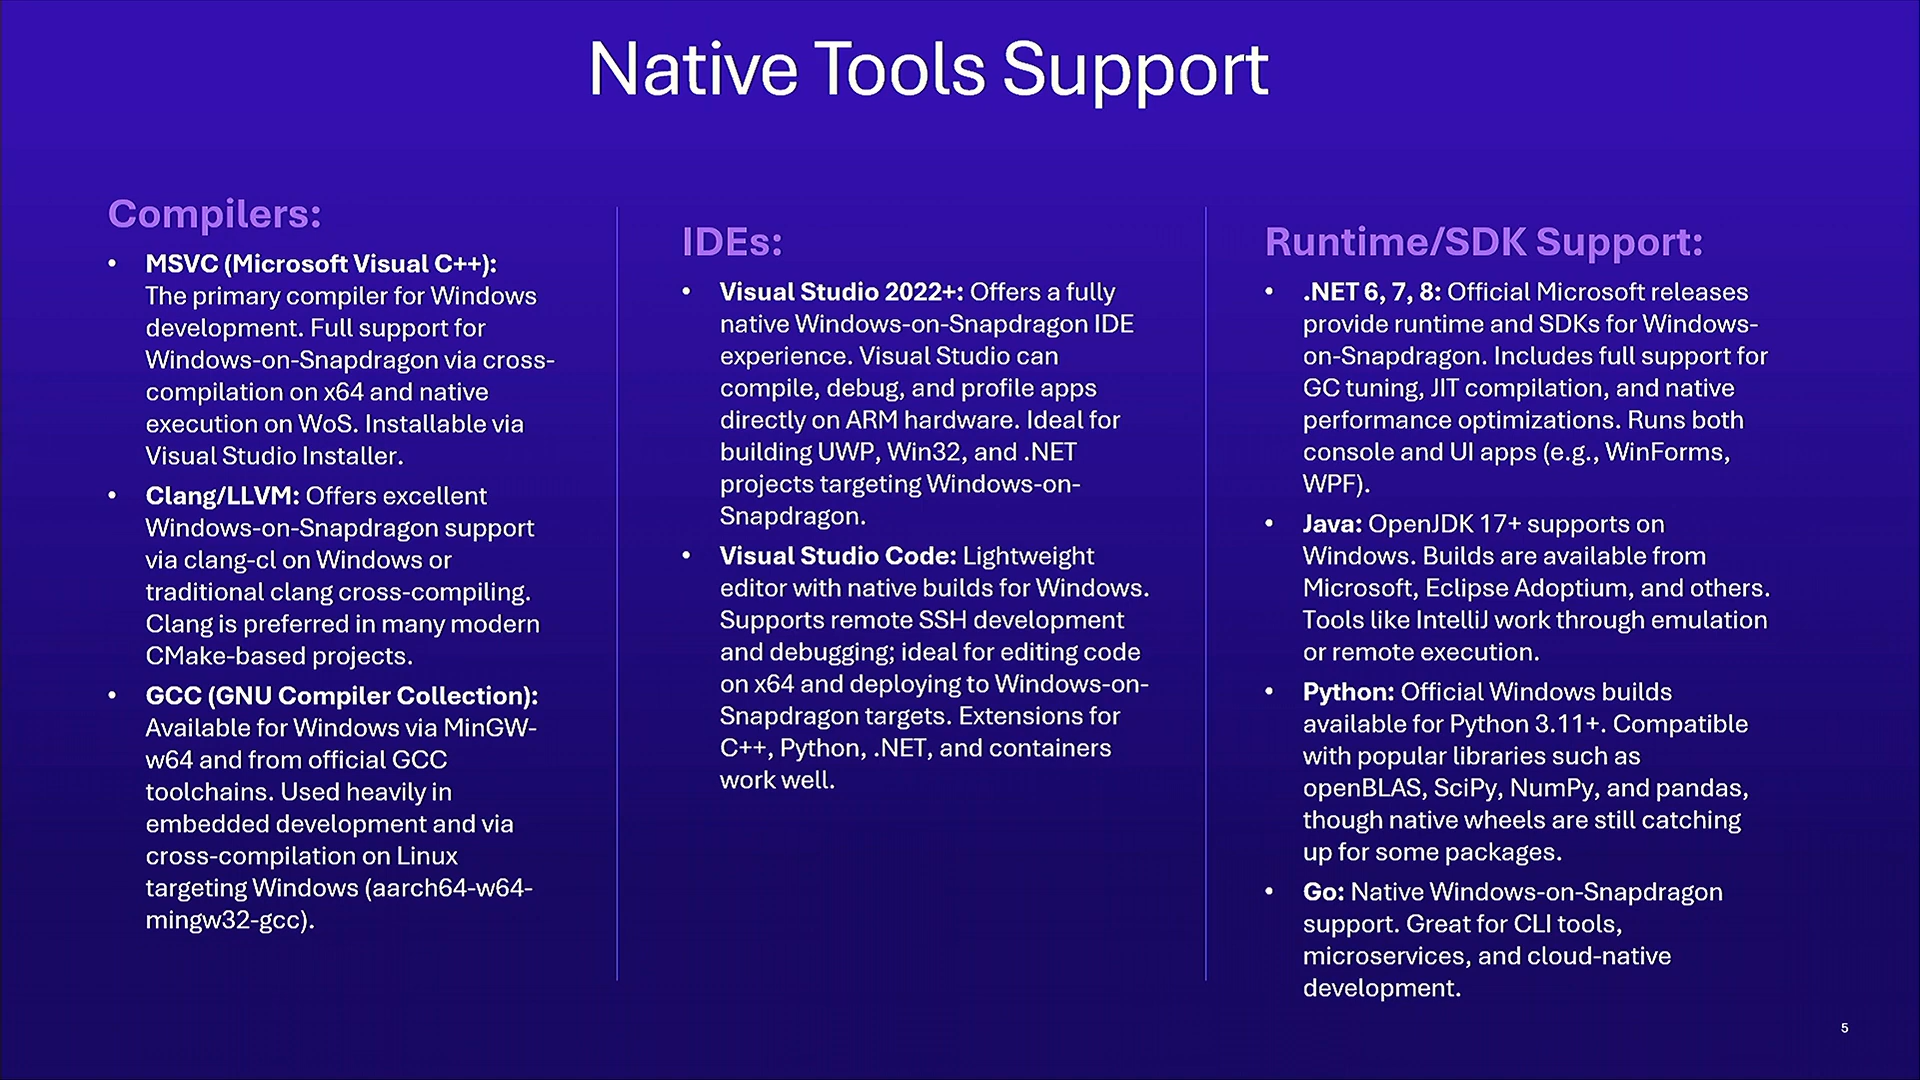 Native Tools Support
Compilers:
• MSVC (Microsoft Visual C++):
The primary compiler for Windows
development. Full support for
Windows-on-Snapdragon via cross-
compilation on x64 and native
execution on WoS. Installable via
Visual Studio Installer.
• Clang/LLVM: Offers excellent
Windows-on-Snapdragon support
via clang-cl on Windows or
traditional clang cross-compiling.
Clang is preferred in many modern
CMake-based projects.
• GCC (GNU Compiler Collection):
Available for Windows via MinGW-
w64 and from official GCC
toolchains. Used heavily in
embedded development and via
cross-compilation on Linux
targeting Windows (aarch64-w64-
mingw32-gcc).
IDEs:
• Visual Studio 2022+: Offers a fully
native Windows-on-Snapdragon IDE
experience. Visual Studio can
compile, debug, and profile apps
directly on ARM hardware. Ideal for
building UWP, Win32, and .NET
projects targeting Windows-on-
Snapdragon.
• Visual Studio Code: Lightweight
editor with native builds for Windows.
Supports remote SSH development
and debugging; ideal for editing code
on x64 and deploying to Windows-on-
Snapdragon targets. Extensions for
C++, Python, .NET, and containers
work well.
Runtime/SDK Support:
• .NET 6, 7, 8: Official Microsoft releases
provide runtime and SDKs for Windows-
on-Snapdragon. Includes full support for
GC tuning, JIT compilation, and native
performance optimizations. Runs both
console and UI apps (e.g., WinForms,
WPF).
• Java: OpenJDK 17+ supports on
Windows. Builds are available from
Microsoft, Eclipse Adoptium, and others.
Tools like IntelliJ work through emulation
or remote execution.
• Python: Official Windows builds
available for Python 3.11+. Compatible
with popular libraries such as
openBLAS, SciPy, NumPy, and pandas,
though native wheels are still catching
up for some packages.
• Go: Native Windows-on-Snapdragon
support. Great for CLI tools,
microservices, and cloud-native
development.
5